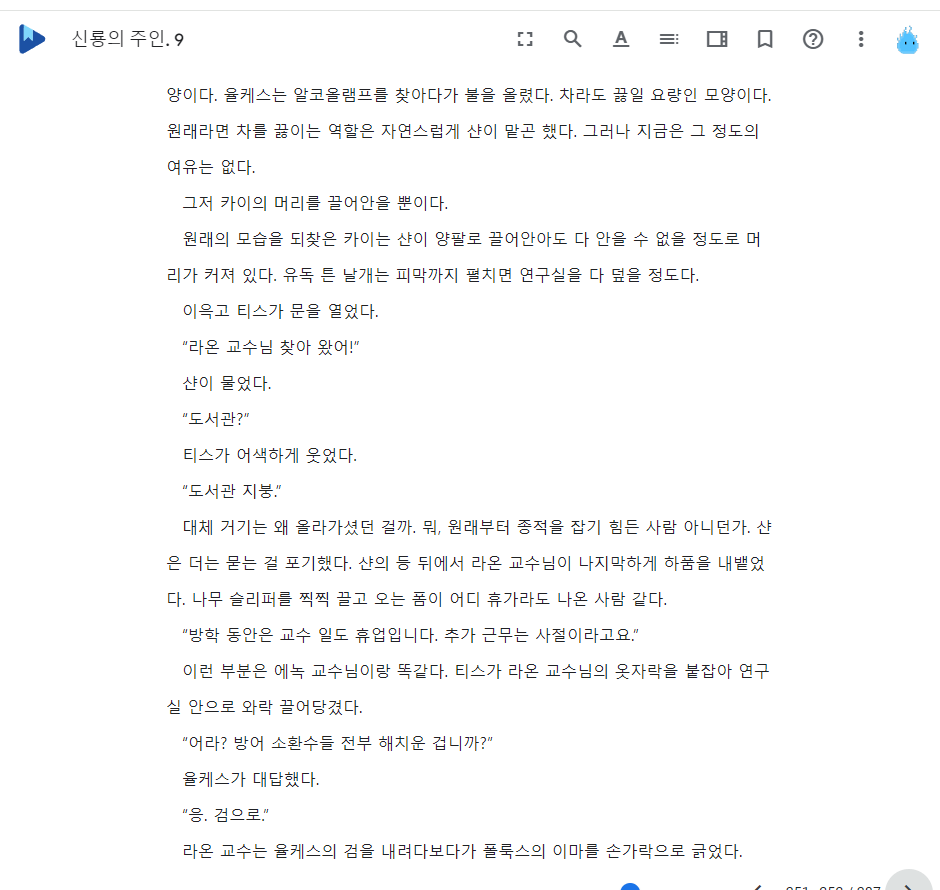 신룡의 주인. 9
양이다. 율케스는 알코올램프를 찾아다가 불을 올렸다. 차라도 끓일 요량인 모양이다.
원래라면 차를 끓이는 역할은 자연스럽게 샨이 맡곤 했다. 그러나 지금은 그 정도의
여유는 없다.
그저 카이의 머리를 끌어안을 뿐이다.
원래의 모습을 되찾은 카이는 샨이 양팔로 끌어안아도 다 안을 수 없을 정도로 머
리가 커져 있다. 유독 튼 날개는 피막까지 펼치면 연구실을 다 덮을 정도다.
이윽고 티스가 문을 열었다.
“라온 교수님 찾아 왔어!”
샨이 물었다.
“도서관?”
티스가 어색하게 웃었다.
“도서관 지붕.”
대체 거기는 왜 올라가셨던 걸까. 뭐, 원래부터 종적을 잡기 힘든 사람 아니던가. 샨
은 더는 묻는 걸 포기했다. 샨의 등 뒤에서 라온 교수님이 나지막하게 하품을 내뱉었
다. 나무 슬리퍼를 찍찍 끌고 오는 폼이 어디 휴가라도 나온 사람 같다.
“방학 동안은 교수 일도 휴업입니다. 추가 근무는 사절이라고요.”
이런 부분은 에녹 교수님이랑 똑같다. 티스가 라온 교수님의 옷자락을 붙잡아 연구
실 안으로 와락 끌어당겼다.
“어라? 방어 소환수들 전부 해치운 겁니까?”
율케스가 대답했다.
“응. 검으로.”
라온 교수는 율케스의 검을 내려다보다가 폴룩스의 이마를 손가락으로 긁었다.